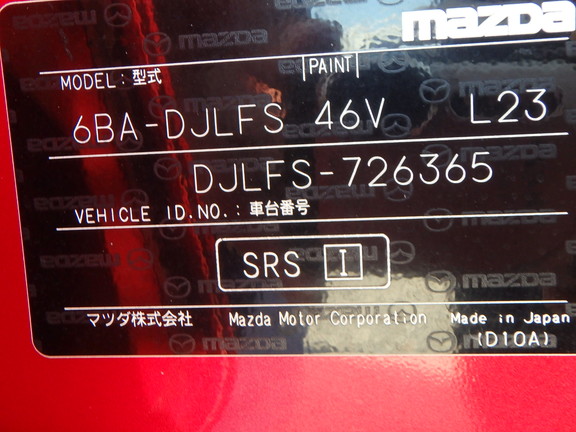 mazda
MODEL: 型式 |PAINT|
6BA-DJLFS 46V L23
DJLFS-726365
VEHICLE ID.NO.: 車台番号
SRS I
マツダ株式会社 Mazda Motor Corporation Made in Japan
(D10A)